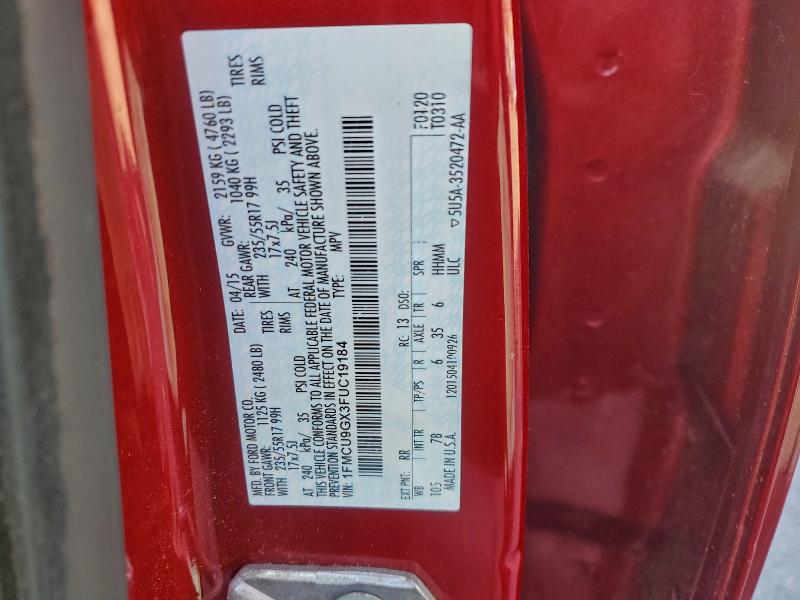 MFD. BY FORD MOTOR CO. DATE: 04/15 GVWR: 2159 KG ( 4760 LB)
FRONT GAWR: 1125 KG ( 2480 LB) REAR GAWR: 1040 KG ( 2293 LB)
WITH 235/55R17 99H TIRES WITH 235/55R17 99H TIRES
17x7.5J RIMS 17x7.5J RIMS
AT 240 kPa/ 35 PSI COLD AT 240 kPa/ 35 PSI COLD
THIS VEHICLE CONFORMS TO ALL APPLICABLE FEDERAL MOTOR VEHICLE SAFETY AND THEFT
PREVENTION STANDARDS IN EFFECT ON THE DATE OF MANUFACTURE SHOWN ABOVE.
VIN: 1FMCU9GX3FUC19184 TYPE: MPV
F0120
T0310
EXT PNT: RR RC: 13 DSO:
WB INT TR TP/PS R AXLE TR SPR
105 7B 6 35 6 HHMM
MADE IN U.S.A. ULC
▽5U5A-3520472-AA